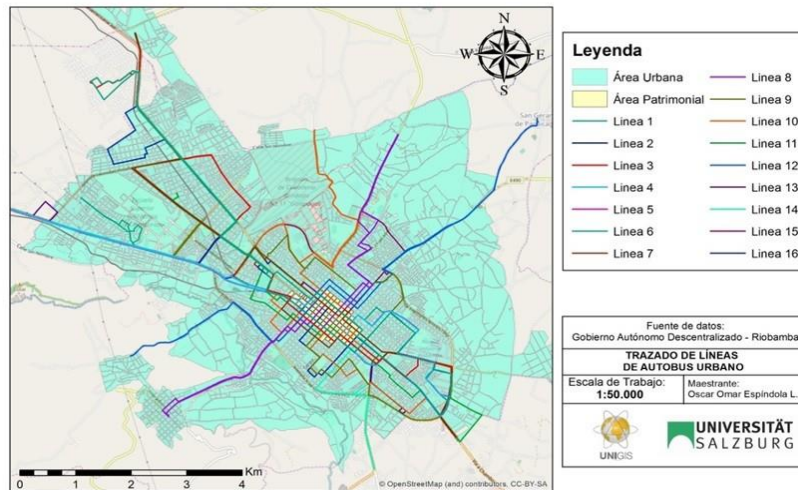 N
W E
S
San Gerar
E490
0 1 2 3 4 Km
© OpenStreetMap (and) contributors, CC-BY-SA
Leyenda
Área Urbana
Área Patrimonial
Linea 1
Linea 2
Linea 3
Linea 4
Linea 5
Linea 6
Linea 7
Linea 8
Linea 9
Linea 10
Linea 11
Linea 12
Linea 13
Linea 14
Linea 15
Linea 16
Fuente de datos:
Gobierno Autónomo Descentralizado - Riobamba
TRAZADO DE LÍNEAS
DE AUTOBUS URBANO
Escala de Trabajo:
1:50.000
Maestrante:
Oscar Omar Espíndola L.
UNIGIS
UNIVERSITÄT
SALZBURG